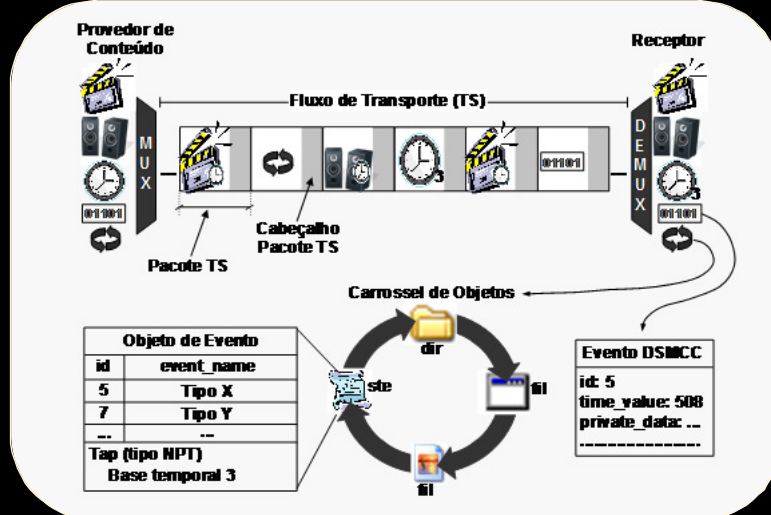 Provedor de
Conteúdo
Receptor
Fluxo de Transporte (TS)
MUX
DEMUX
3
3
01101
01101
01101
Cabeçalho
Pacote TS
Pacote TS
Carrossel de Objetos
dir
ste
fil
fil
Objeto de Evento
id event_name
5 Tipo X
7 Tipo Y
... ...
Tap (tipo NPT)
Base temporal 3
Evento DSMCC
id: 5
time_value: 508
private_data: ...
......................